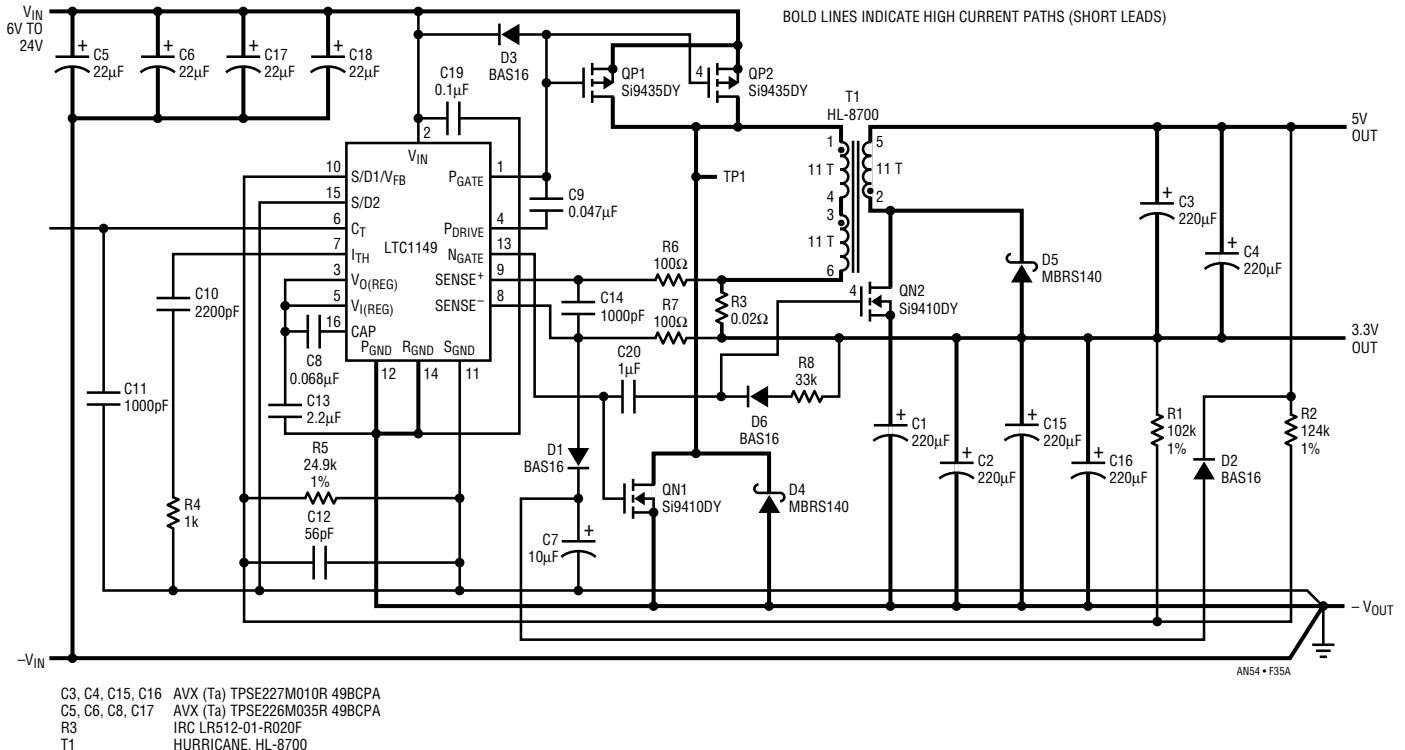 BOLD LINES INDICATE HIGH CURRENT PATHS (SHORT LEADS)
VIN
6V TO
24V
+
C5
22µF
+
C6
22µF
+
C17
22µF
+
C18
22µF
D3
BAS16
C19
0.1µF
QP1
Si9435DY
4
QP2
Si9435DY
T1
HL-8700
5V
OUT
2
VIN
10
S/D1/VFB
15
S/D2
6
CT
7
ITH
3
VO(REG)
5
VI(REG)
16
CAP
LTC1149
1
PGATE
4
PDRIVE
13
NGATE
9
SENSE+
8
SENSE–
PGND
RGND
SGND
12
14
11
C9
0.047µF
TP1
1
11 T
4
3
11 T
6
5
11 T
2
+
C3
220µF
+
C4
220µF
R6
100Ω
C14
1000pF
R7
100Ω
R3
0.02Ω
4
QN2
Si9410DY
D5
MBRS140
3.3V
OUT
C10
2200pF
C8
0.068µF
C20
1µF
R8
33k
D6
BAS16
C11
1000pF
C13
2.2µF
R5
24.9k
1%
C12
56pF
R4
1k
D1
BAS16
QN1
Si9410DY
D4
MBRS140
+
C7
10µF
+
C1
220µF
+
C2
220µF
+
C15
220µF
+
C16
220µF
R1
102k
1%
D2
BAS16
R2
124k
1%
– VOUT
–VIN
AN54 • F35A
C3, C4, C15, C16 AVX (Ta) TPSE227M010R 49BCPA
C5, C6, C8, C17 AVX (Ta) TPSE226M035R 49BCPA
R3 IRC LR512-01-R020F
T1 HURRICANE, HL-8700